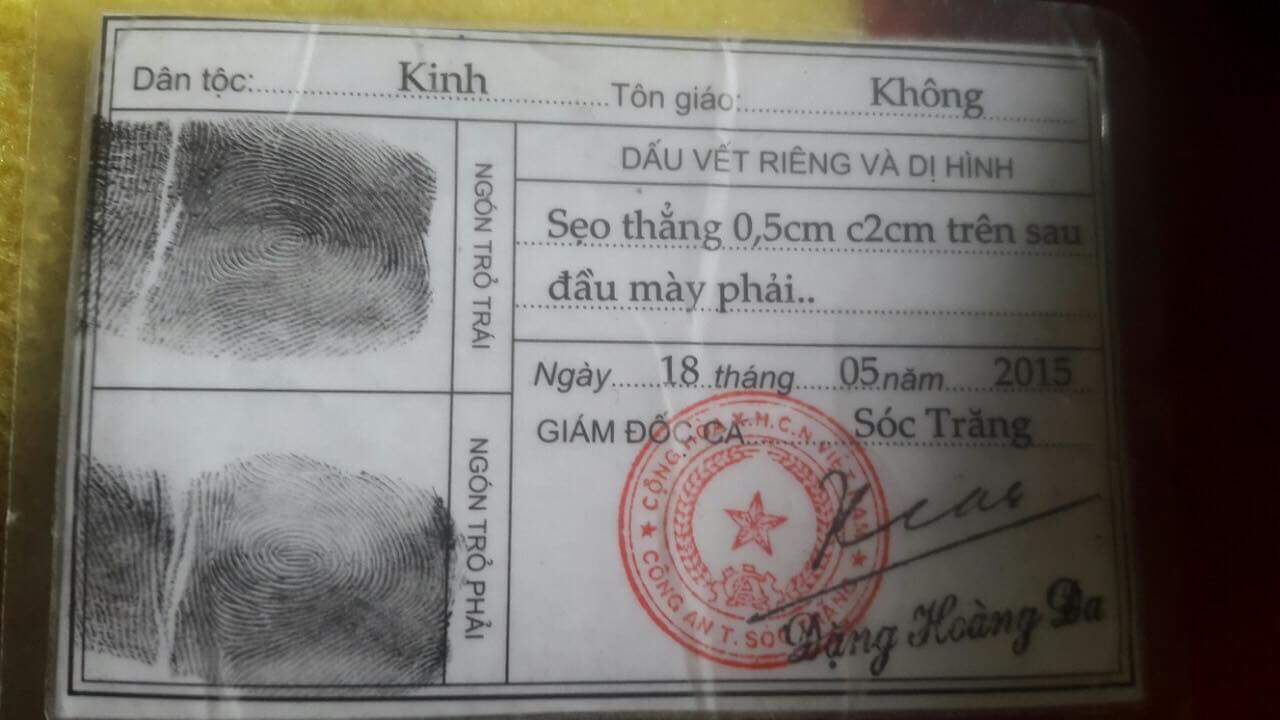 Dân tộc: Kinh Tôn giáo: Không
NGÓN TRỎ TRÁI
DẤU VẾT RIÊNG VÀ DỊ HÌNH
Sẹo thẳng 0,5cm c2cm trên sau
đầu mày phải..
Ngày 18 tháng 05 năm 2015
GIÁM ĐỐC CA Sóc Trăng
NGÓN TRỎ PHẢI
CỘNG HÒA X.H.C.N VIỆT NAM
CÔNG AN T. SÓC TRĂNG
Đặng Hoàng Đa